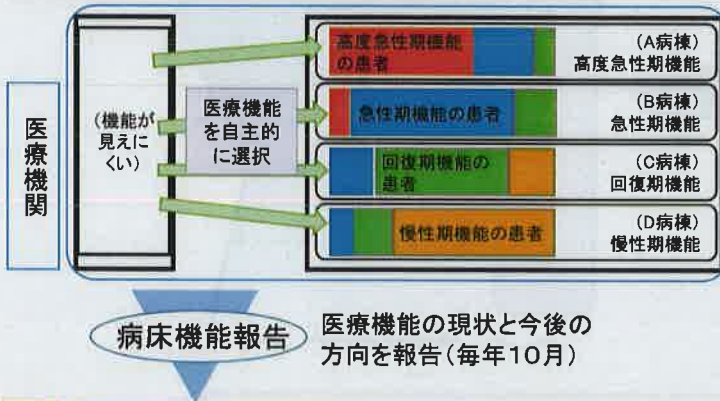 医療機関
(機能が
見えに
くい)
医療機能
を自主的
に選択
高度急性期機能
の患者
(A病棟)
高度急性期機能
急性期機能の患者
(B病棟)
急性期機能
回復期機能の
患者
(C病棟)
回復期機能
慢性期機能の患者
(D病棟)
慢性期機能
病床機能報告
医療機能の現状と今後の
方向を報告(毎年10月)